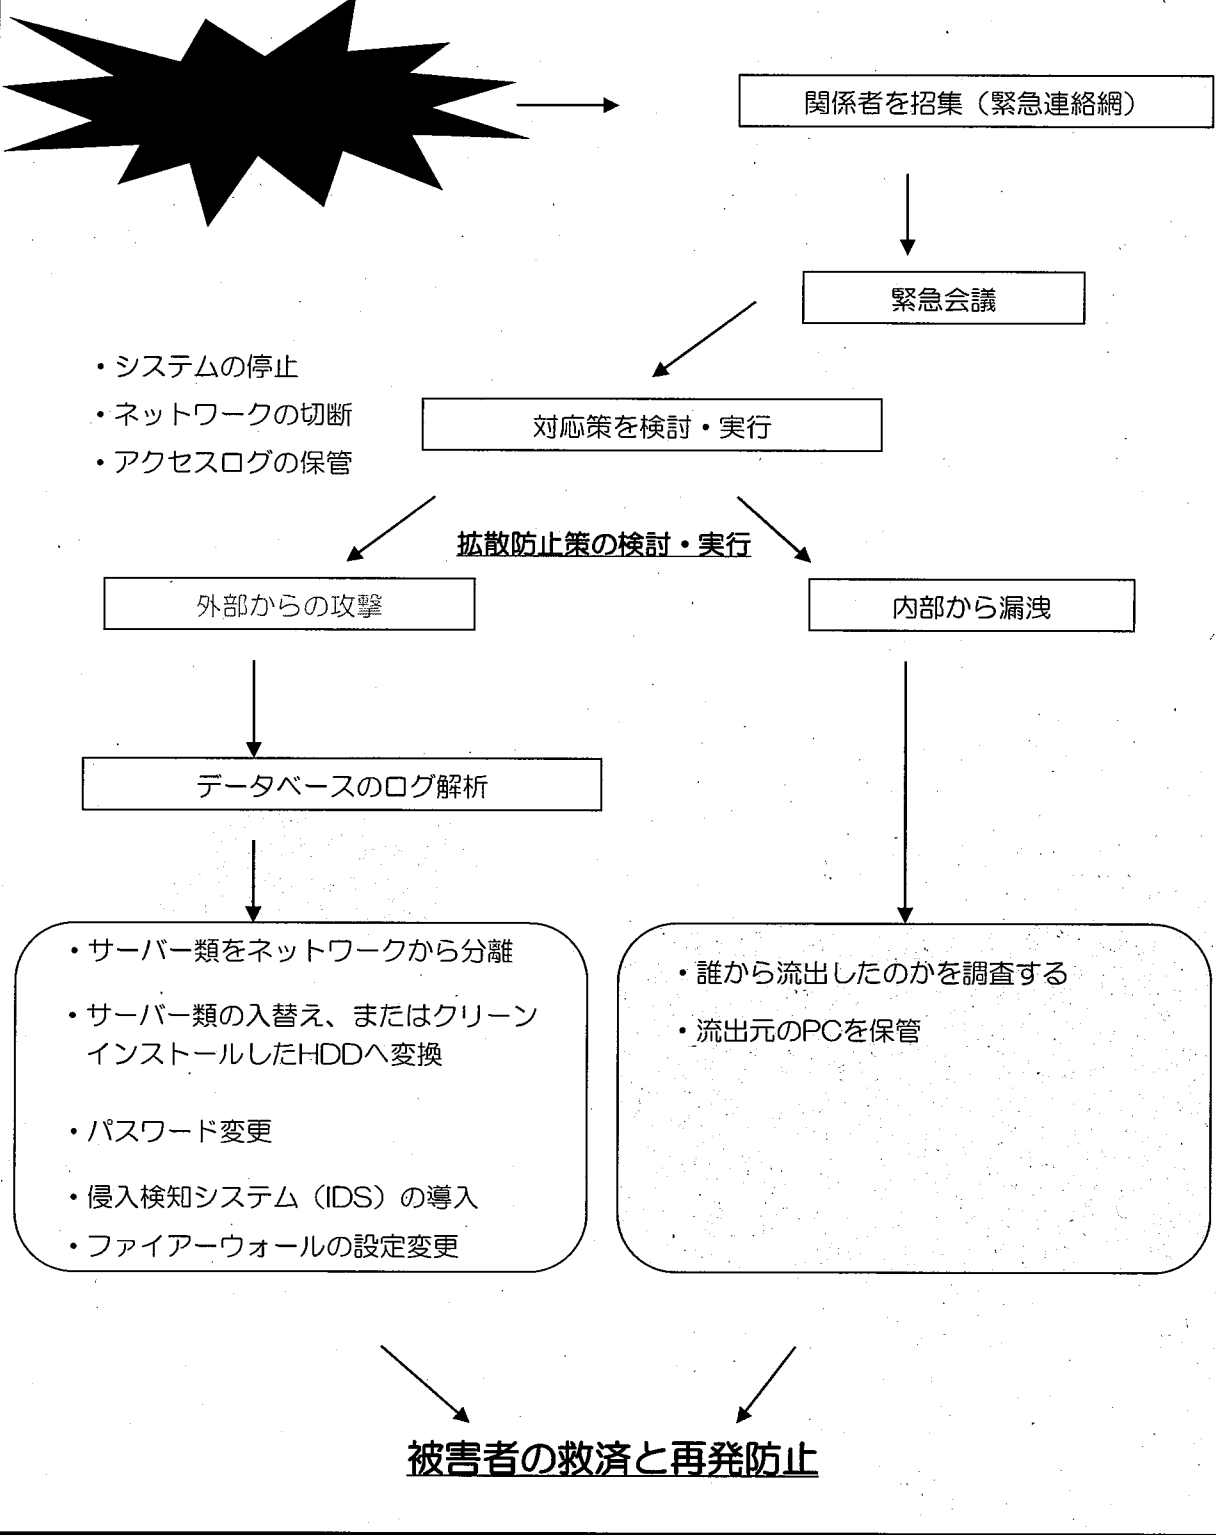 関係者を招集（緊急連絡網）
緊急会議
・システムの停止
・ネットワークの切断
・アクセスログの保管
対応策を検討・実行
拡散防止策の検討・実行
外部からの攻撃
内部から漏洩
データベースのログ解析
・サーバー類をネットワークから分離
・サーバー類の入替え、またはクリーン
インストールしたHDDへ変換
・パスワード変更
・侵入検知システム（IDS）の導入
・ファイアーウォールの設定変更
・誰から流出したのかを調査する
・流出元のPCを保管
被害者の救済と再発防止